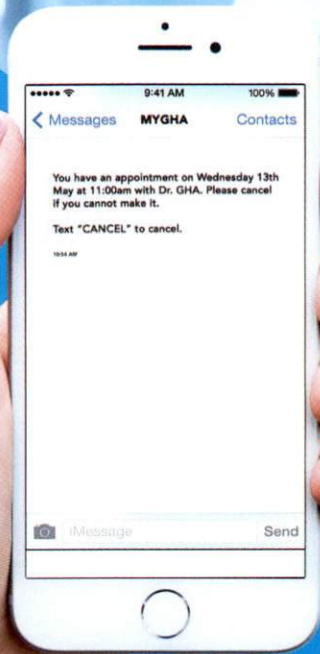 9:41 AM 100%
Messages MYGHA Contacts
You have an appointment on Wednesday 13th
May at 11:00am with Dr. GHA. Please cancel
if you cannot make it.
Text "CANCEL" to cancel.
10:54 AM
iMessage Send